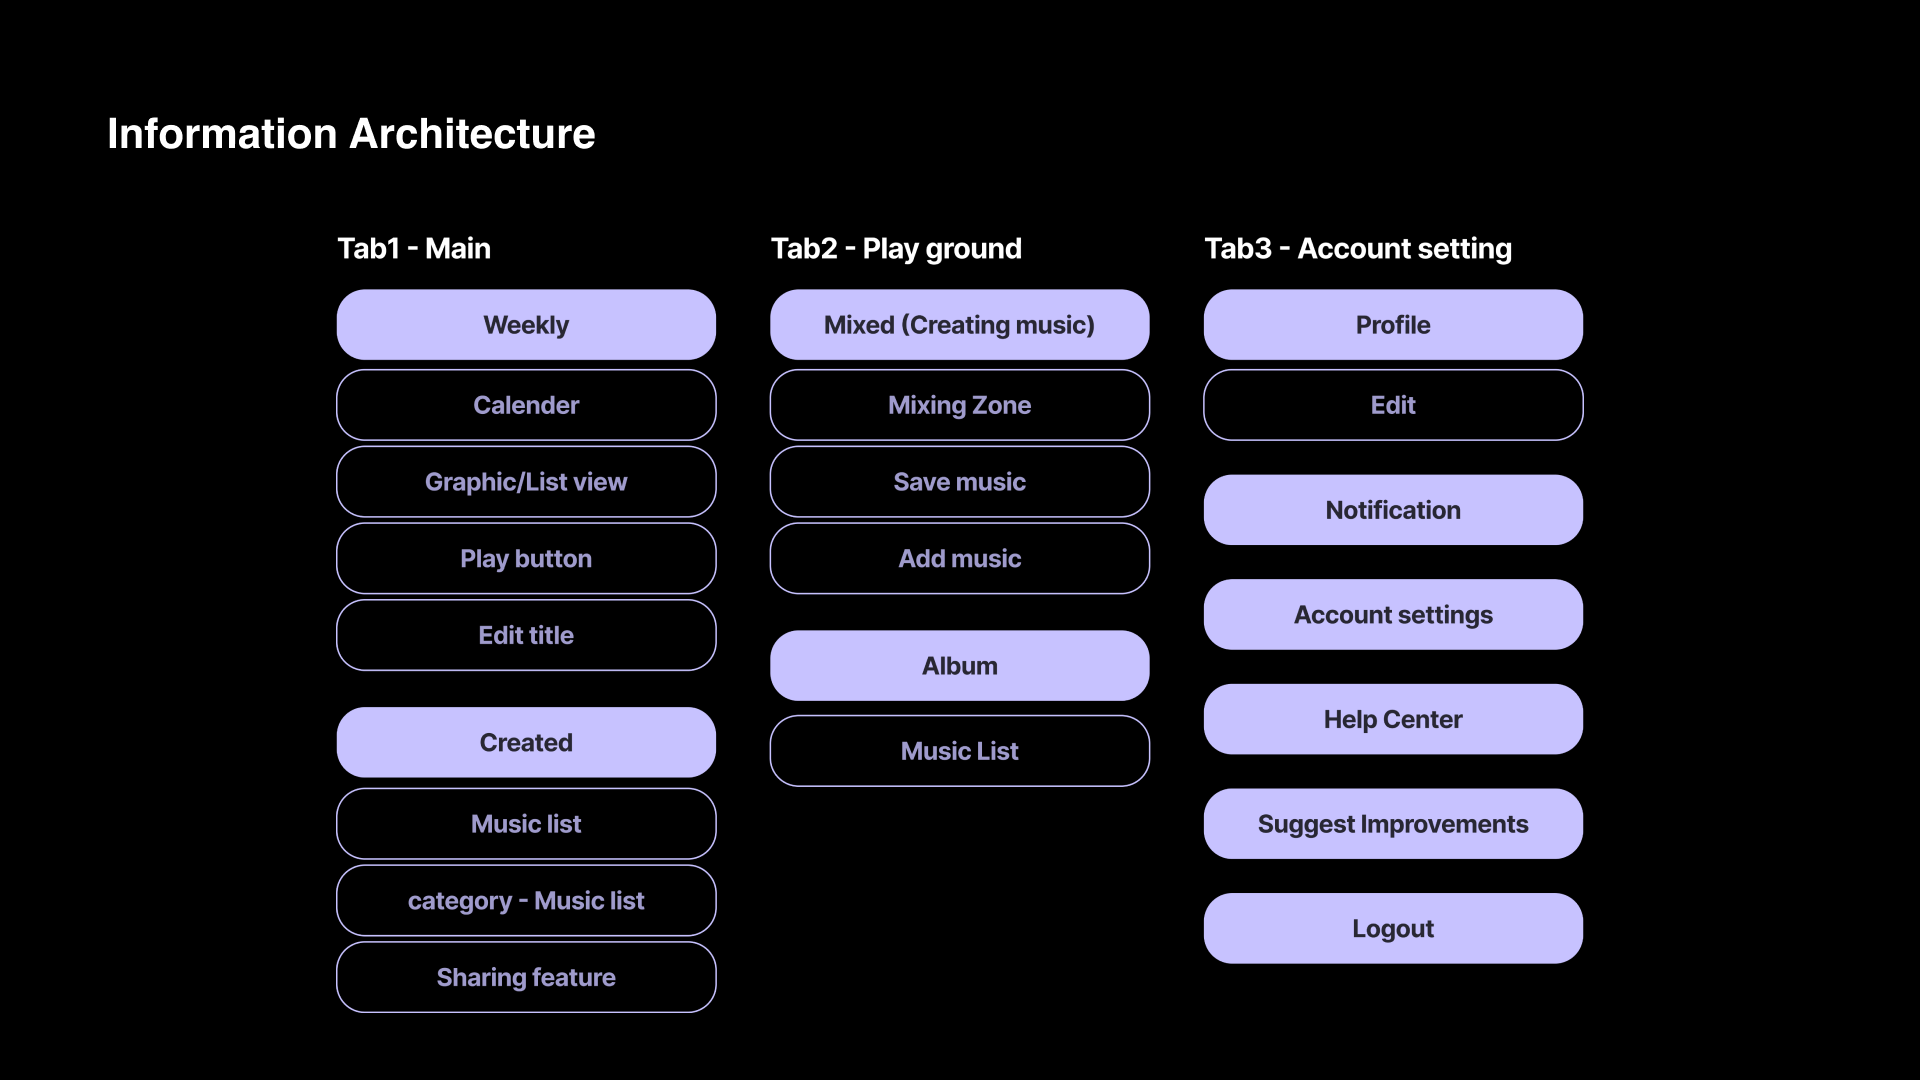 Information Architecture
Tab1 - Main
Weekly
Calender
Graphic/List view
Play button
Edit title
Created
Music list
category - Music list
Sharing feature
Tab2 - Play ground
Mixed (Creating music)
Mixing Zone
Save music
Add music
Album
Music List
Tab3 - Account setting
Profile
Edit
Notification
Account settings
Help Center
Suggest Improvements
Logout